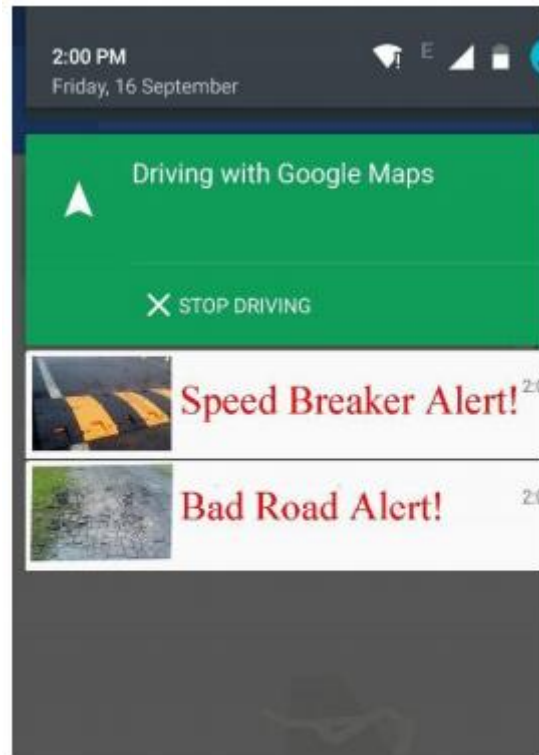 2:00 PM
E
Friday, 16 September
Driving with Google Maps
STOP DRIVING
Speed Breaker Alert!
Bad Road Alert!